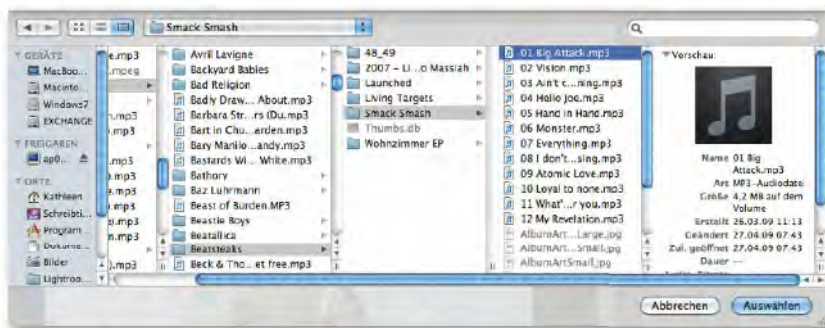 Smack Smash
GERÄTE
MacBoo...
Macinto...
Windows7
EXCHANGE
FREIGABEN
ap0...
ORTE
Kathleen
Schreibti...
Program...
Dokume...
Bilder
Lightroo...
e.mp3
.mpeg
.mp3
.mp3
.mp3
.mp3
.mp3
.mp3
).mp3
Avril Lavigne
Backyard Babies
Bad Religion
Badly Draw... About.mp3
Barbara Str...rs (Du.mp3
Bart in Chu...arden.mp3
Bary Manilo...andy.mp3
Bastards Wi... White.mp3
Bathory
Baz Luhrmann
Beast of Burden.MP3
Beastie Boys
Beatallica
Beatsteaks
Beck & Tho...et free.mp3
48_49
2007 - Li...o Massiah
Launched
Living Targets
Smack Smash
Thumbs.db
Wohnzimmer EP
01 Big Attack.mp3
02 Vision.mp3
03 Ain't c...ning.mp3
04 Hello Joe.mp3
05 Hand in Hand.mp3
06 Monster.mp3
07 Everything.mp3
08 I don't...sing.mp3
09 Atomic Love.mp3
10 Loyal to none.mp3
11 What'...r you.mp3
12 My Revelation.mp3
AlbumArt...Large.jpg
AlbumArt...Small.jpg
AlbumArtSmall.jpg
Vorschau:
Name 01 Big
Attack.mp3
Art MP3-Audiodatei
Größe 4,2 MB auf dem
Volume
Erstellt 26.03.09 11:13
Geändert 27.04.09 07:43
Zul. geöffnet 27.04.09 07:43
Dauer --
Abbrechen
Auswählen